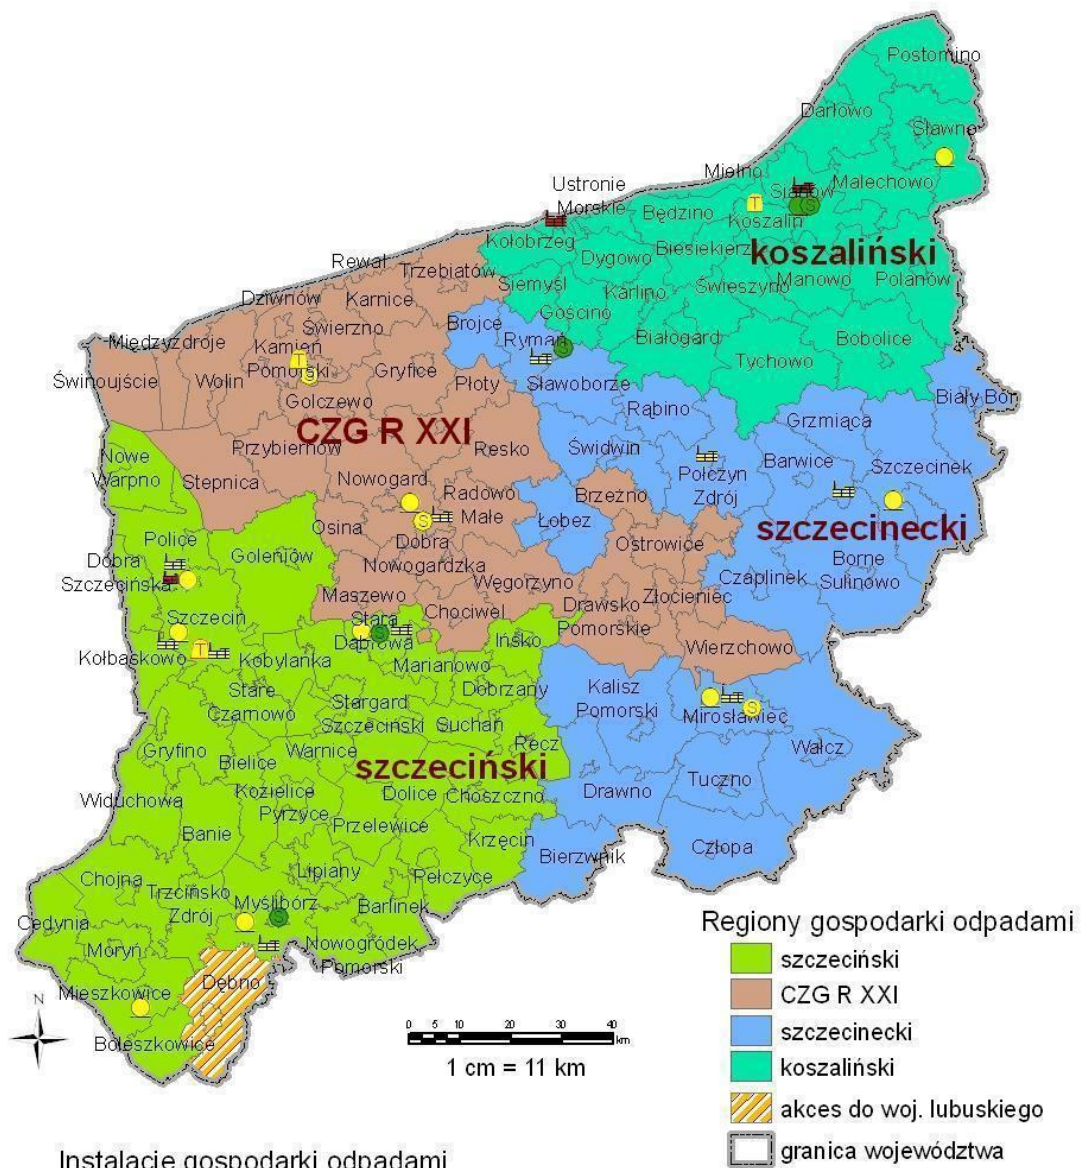 Postomino
Darłowo
Sławno
Mielno
Sianów
Malechowo
Ustronie
Morskie
Będzino
Koszalin
Kołobrzeg
Dygowo
Biesiekierz
koszaliński
Rewal
Trzebiatów
Siemyśl
Karlino
Świeszyno
Manowo
Polanów
Dziwnów
Karnice
Gościno
Świerzno
Brojce
Rymań
Białogard
Bobolice
Międzyzdroje
Kamień
Pomorski
Gryfice
Tychowo
Świnoujście
Wolin
Płoty
Sławoborze
Biały Bór
Golczewo
Rąbino
Grzmiąca
CZG R XXI
Przybiernów
Resko
Świdwin
Nowe
Warpno
Stepnica
Nowogard
Radowo
Małe
Połczyn
Zdrój
Barwice
Szczecinek
Brzeżno
Osina
Łobez
szczecinecki
Police
Goleniów
Dobra
Nowogardzka
Ostrowice
Dobra
Szczecińska
Węgorzyno
Czaplinek
Borne
Sulinowo
Maszewo
Chociwel
Drawsko
Pomorskie
Złocieniec
Szczecin
Stara
Dąbrowa
Ińsko
Wierzchowo
Kołbaskowo
Kobylanka
Marianowo
Stare
Czarnowo
Stargard
Szczeciński
Dobrzany
Suchań
Kalisz
Pomorski
Mirosławiec
Gryfino
Bielice
Warnice
Recz
Wałcz
szczeciński
Tuczno
Widuchowa
Kozielice
Pyrzyce
Dolice
Choszczno
Drawno
Banie
Przelewice
Krzęcin
Bierzwnik
Człopa
Chojna
Trzcińsko
Zdrój
Lipiany
Pełczyce
Myślibórz
Barlinek
Cedynia
Moryń
Nowogródek
Pomorski
Mieszkowice
Dębno
Boleszkowice
N
0 5 10 20 30 40
km
1 cm = 11 km
Regiony gospodarki odpadami
szczeciński
CZG R XXI
szczecinecki
koszaliński
akces do woj. lubuskiego
granica województwa
Instalacje gospodarki odpadami